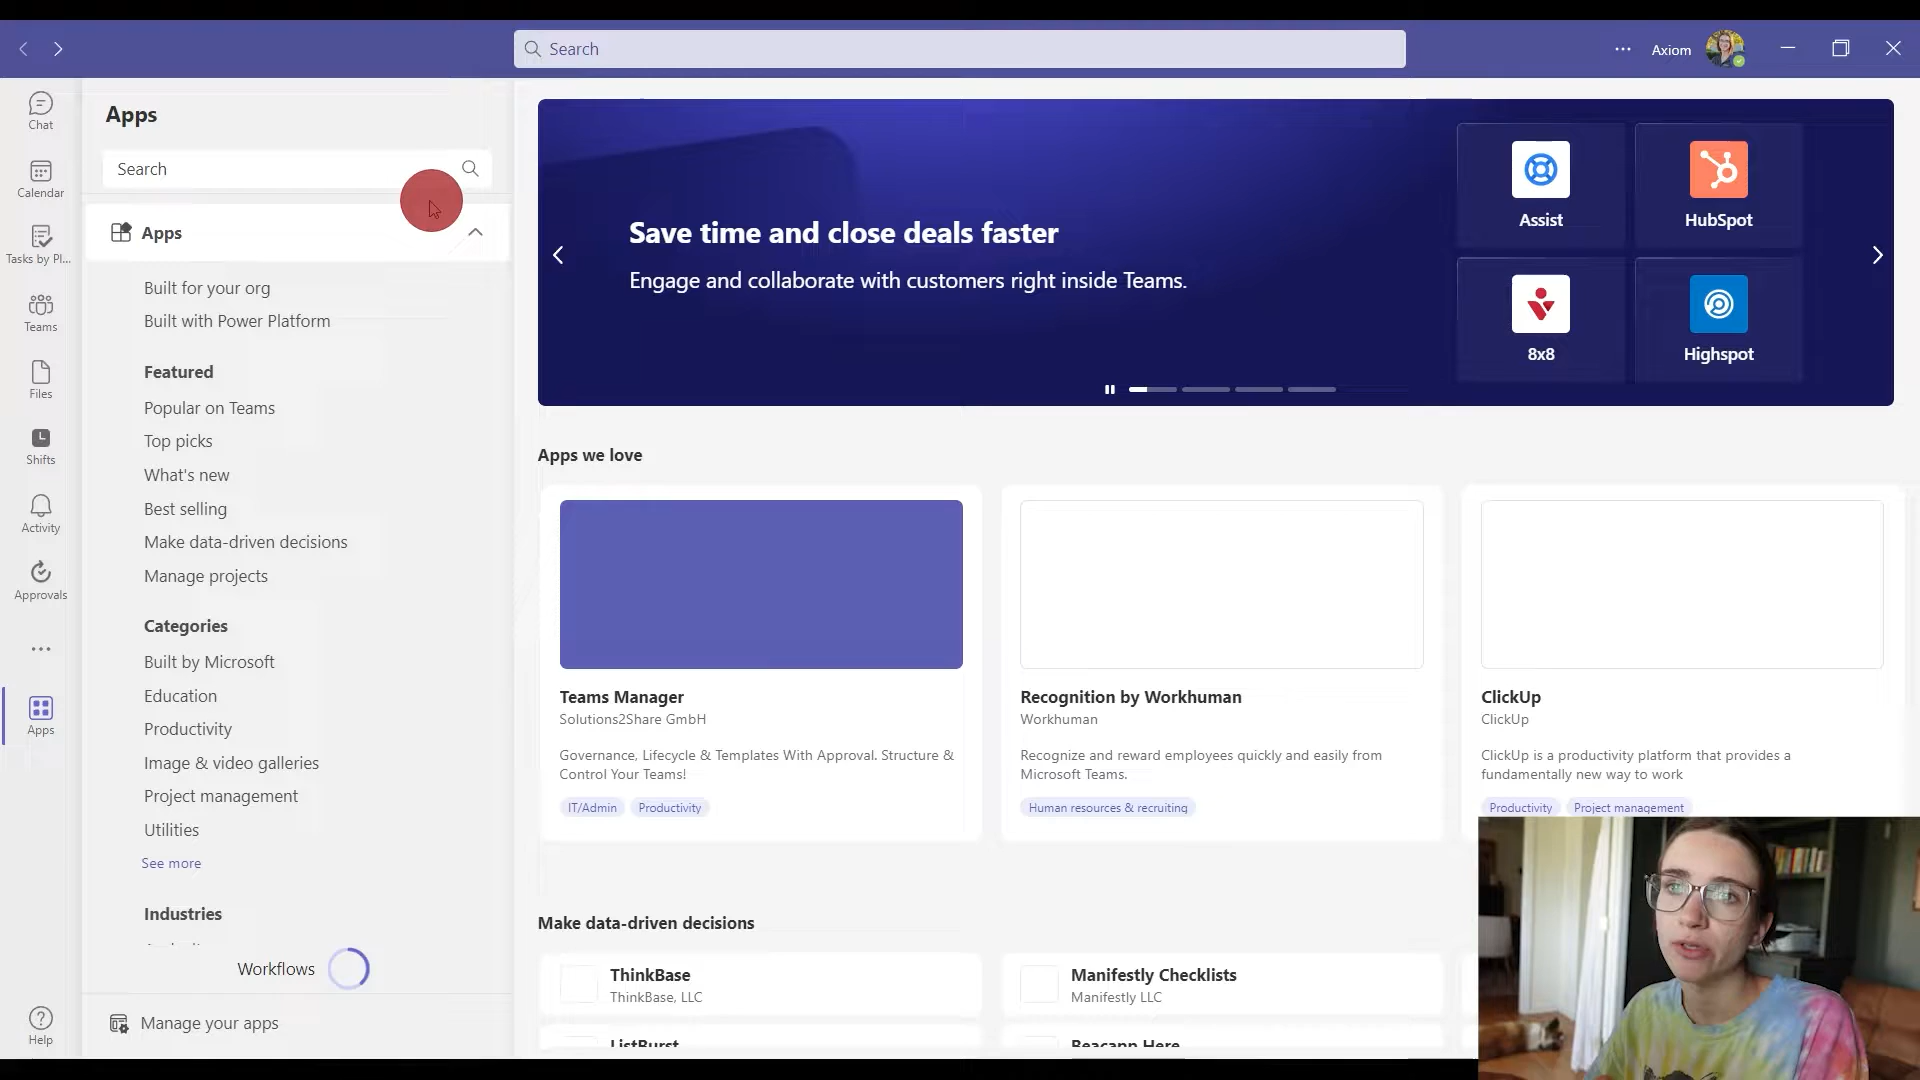 Search
Axiom
Chat
Calendar
Tasks by Pl...
Teams
Files
Shifts
Activity
Approvals
Apps
Help
Apps
Search
Apps
Built for your org
Built with Power Platform
Featured
Popular on Teams
Top picks
What's new
Best selling
Make data-driven decisions
Manage projects
Categories
Built by Microsoft
Education
Productivity
Image & video galleries
Project management
Utilities
See more
Industries
Workflows
Manage your apps
Save time and close deals faster
Engage and collaborate with customers right inside Teams.
Assist
HubSpot
8x8
Highspot
Apps we love
Teams Manager
Solutions2Share GmbH
Governance, Lifecycle & Templates With Approval. Structure &
Control Your Teams!
IT/Admin
Productivity
Recognition by Workhuman
Workhuman
Recognize and reward employees quickly and easily from
Microsoft Teams.
Human resources & recruiting
ClickUp
ClickUp
ClickUp is a productivity platform that provides a
fundamentally new way to work
Productivity
Project management
Make data-driven decisions
ThinkBase
ThinkBase, LLC
Manifestly Checklists
Manifestly LLC
ListBurst
Beacapp Here